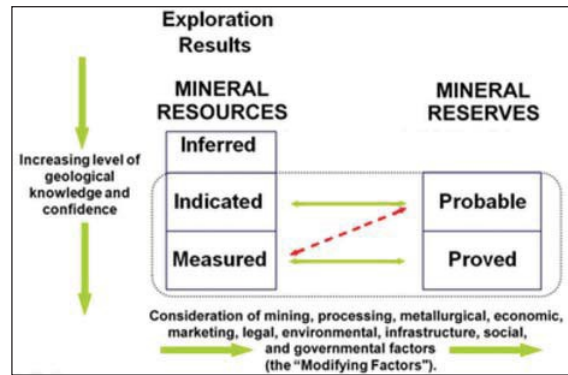 Exploration
Results
MINERAL
RESOURCES
MINERAL
RESERVES
Inferred
Increasing level of
geological
knowledge and
confidence
Indicated
Probable
Measured
Proved
Consideration of mining, processing, metallurgical, economic,
marketing, legal, environmental, infrastructure, social,
and governmental factors
(the “Modifying Factors”).